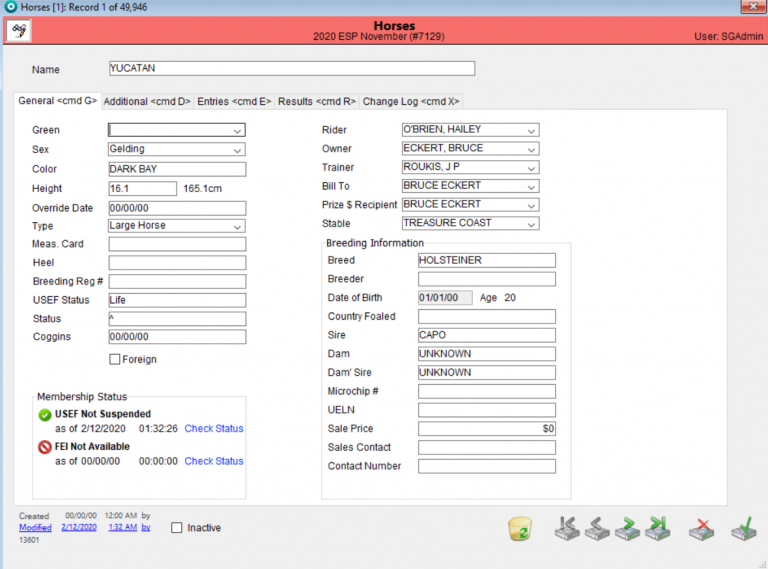 Horses [1]: Record 1 of 49,946
Horses
2020 ESP November (#7129)
User: SGAdmin
Name YUCATAN
General <cmd G> Additional <cmd D> Entries <cmd E> Results <cmd R> Change Log <cmd X>
Green
Sex Gelding
Color DARK BAY
Height 16.1 165.1cm
Override Date 00/00/00
Type Large Horse
Meas. Card
Heel
Breeding Reg #
USEF Status Life
Status ^
Coggins 00/00/00
Foreign
Membership Status
USEF Not Suspended
as of 2/12/2020 01:32:26 Check Status
FEI Not Available
as of 00/00/00 00:00:00 Check Status
Rider O'BRIEN, HAILEY
Owner ECKERT, BRUCE
Trainer ROUKIS, J P
Bill To BRUCE ECKERT
Prize $ Recipient BRUCE ECKERT
Stable TREASURE COAST
Breeding Information
Breed HOLSTEINER
Breeder
Date of Birth 01/01/00 Age 20
Country Foaled
Sire CAPO
Dam UNKNOWN
Dam' Sire UNKNOWN
Microchip #
UELN
Sale Price $0
Sales Contact
Contact Number
Created 00/00/00 12:00 AM by
Modified 2/12/2020 1:32 AM by
13601
Inactive